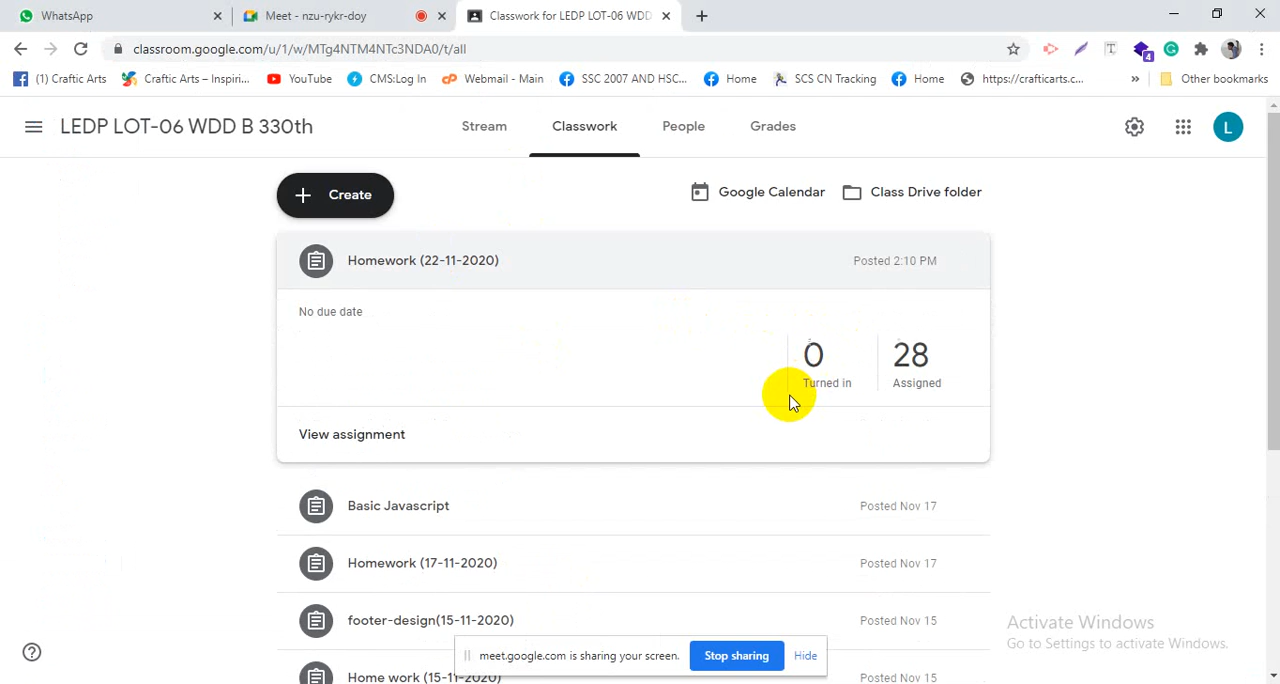 WhatsApp
Meet - nzu-rykr-doy
Classwork for LEDP LOT-06 WDD
classroom.google.com/u/1/w/MTg4NTM4NTc3NDA0/t/all
(1) Craftic Arts
Craftic Arts – Inspiri...
YouTube
CMS:Log In
Webmail - Main
SSC 2007 AND HSC...
Home
SCS CN Tracking
Home
https://crafticarts.c...
»
Other bookmarks
LEDP LOT-06 WDD B 330th
Stream
Classwork
People
Grades
L
Create
Google Calendar
Class Drive folder
Homework (22-11-2020)
Posted 2:10 PM
No due date
0
28
Turned in
Assigned
View assignment
Basic Javascript
Posted Nov 17
Homework (17-11-2020)
Posted Nov 17
footer-design(15-11-2020)
Posted Nov 15
Home work (15-11-2020)
Posted Nov 15
meet.google.com is sharing your screen.
Stop sharing
Hide
Activate Windows
Go to Settings to activate Windows.